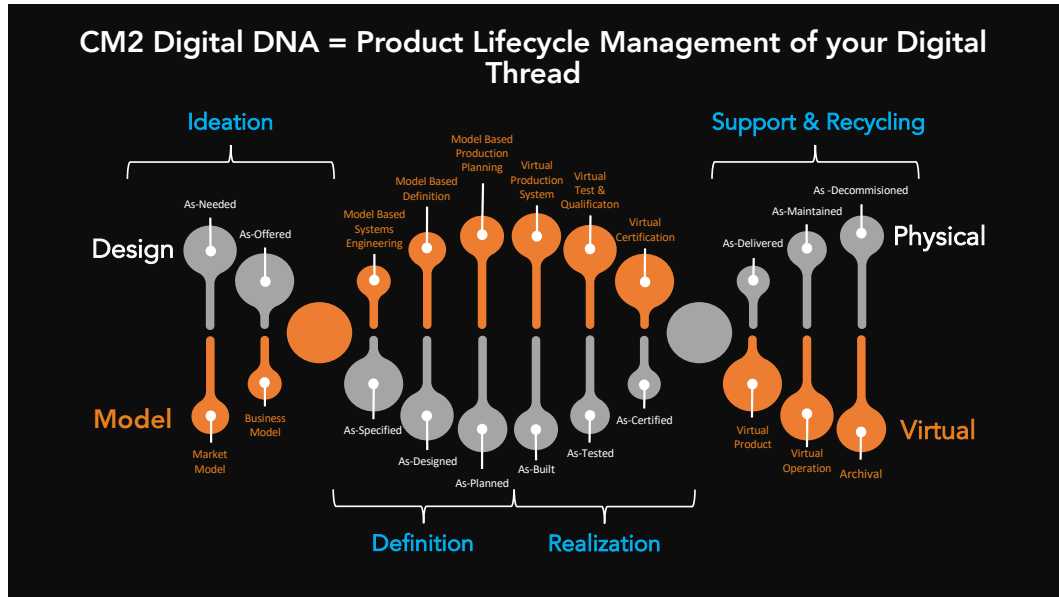 CM2 Digital DNA = Product Lifecycle Management of your Digital
Thread
Ideation
Support & Recycling
Model Based
Production
Planning
Virtual
Production
System
Virtual
Test &
Qualificaton
Model Based
Definition
Model Based
Systems
Engineering
Virtual
Certification
As-Needed
As-Offered
As -Decommisioned
As-Maintained
As-Delivered
Design
Physical
Model
Virtual
Market
Model
Business
Model
As-Specified
As-Designed
As-Planned
As-Built
As-Tested
As-Certified
Virtual
Product
Virtual
Operation
Archival
Definition
Realization